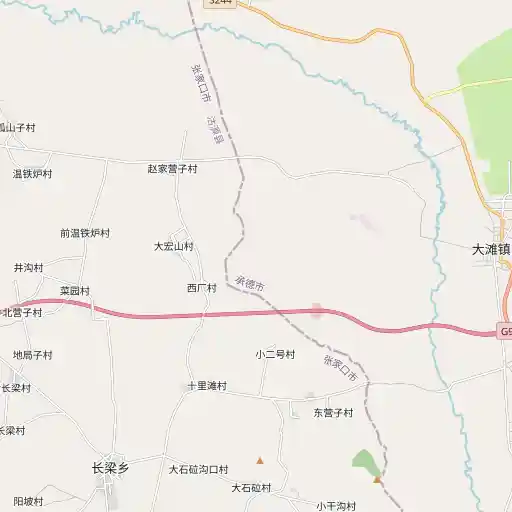 S244
张家口市 沽源县
孤山子村
温铁炉村
赵家营子村
前温铁炉村
大宏山村
大滩镇
井沟村
菜园村
西厂村
承德市
北营子村
G9
地局子村
小二号村
张家口市
长梁村
十里滩村
东营子村
长梁村
长梁乡
大石砬沟口村
大石砬村
阳坡村
小干沟村